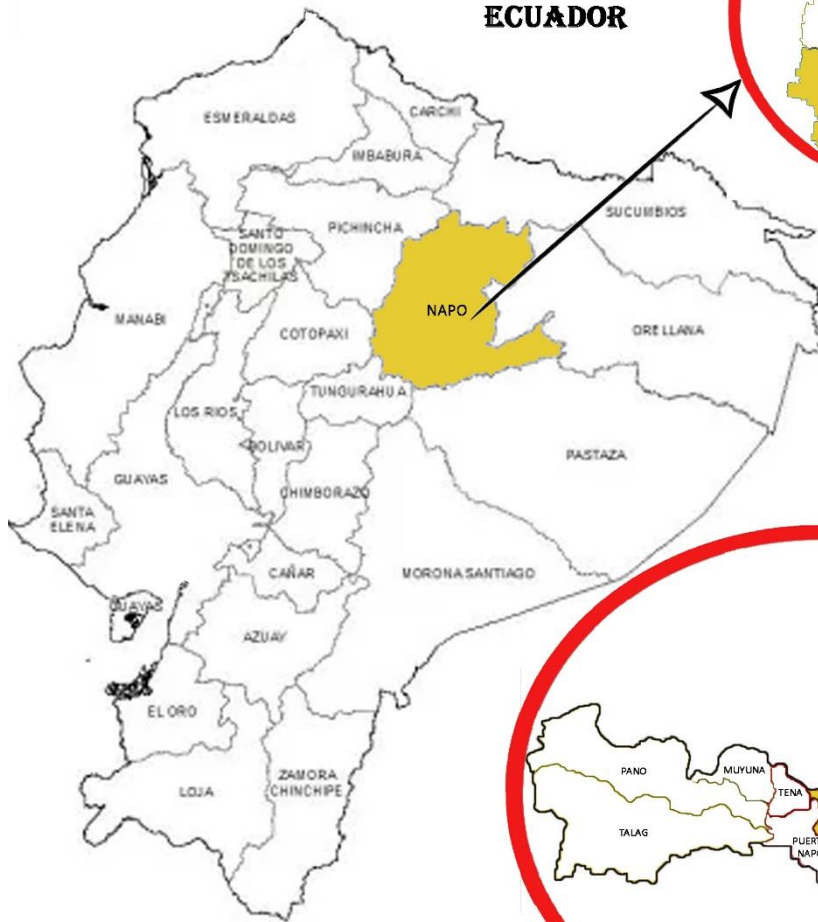 ECUADOR
ESMERALDAS
CARCHI
IMBABURA
SUCUMBIOS
PICHINCHA
SANTO
DOMINGO
DE LOS
TSACHILAS
NAPO
MANABI
COTOPAXI
ORELLANA
TUNGURAHUA
LOS RIOS
BOLIVAR
PASTAZA
GUAYAS
CHIMBORAZO
SANTA
ELENA
CAÑAR
MORONA SANTIAGO
GUAYAS
AZUAY
EL ORO
ZAMORA
CHINCHIPE
LOJA
PANO
MUYUNA
TENA
TALAG
PUERT
NAPO